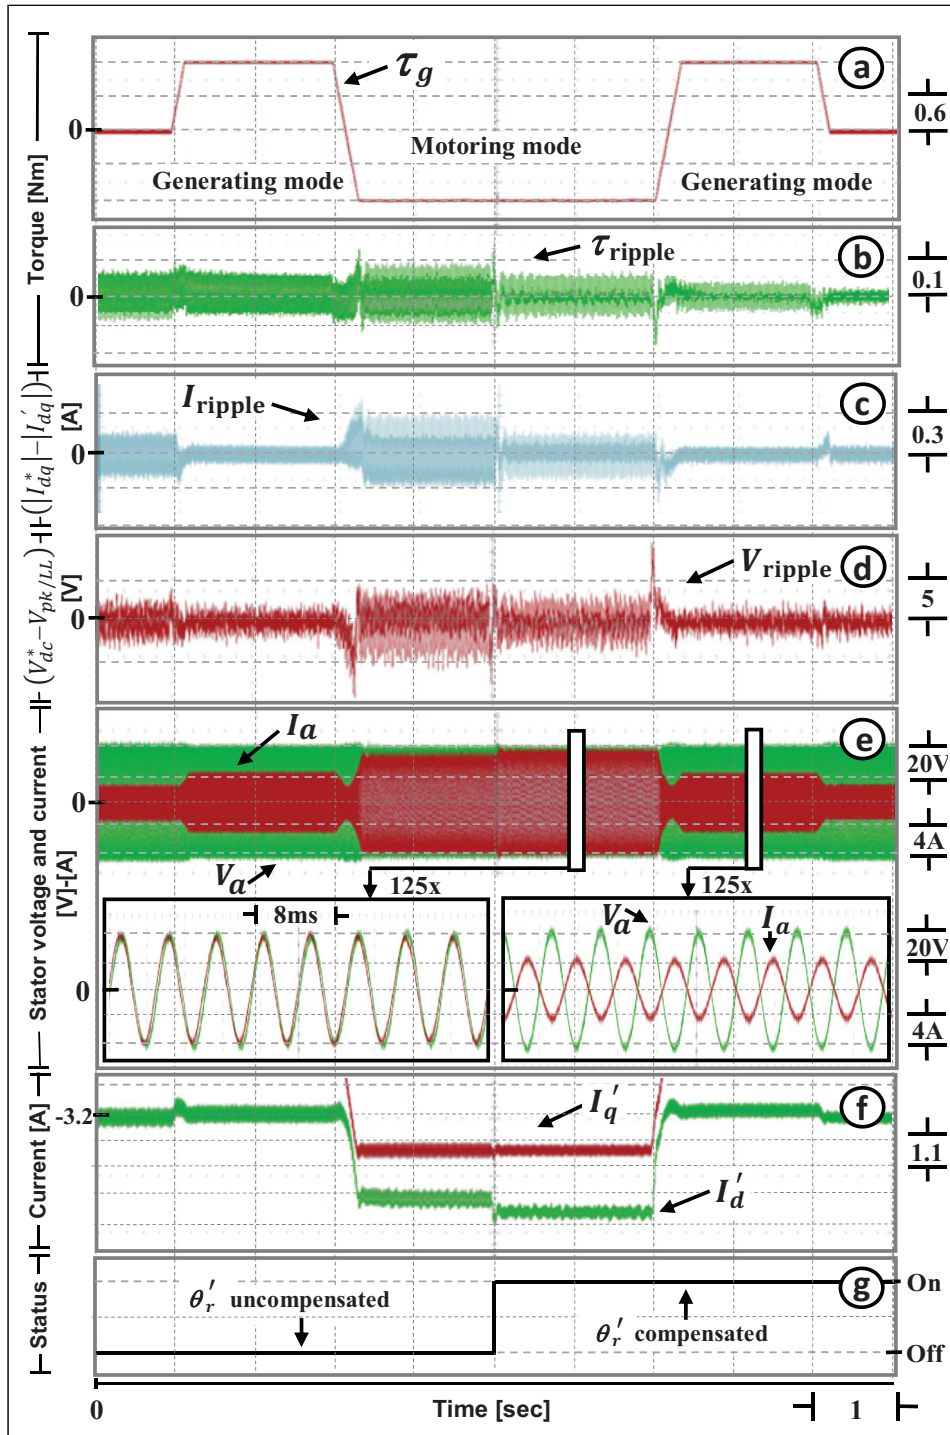 Torque [Nm]
0
τg
a
0.6
Motoring mode
Generating mode
Generating mode
0
τripple
b
0.1
(|I*dq|−|I′dq|)
[A]
0
Iripple
c
0.3
(V*dc−Vpk/LL)
[V]
0
Vripple
d
5
Stator voltage and current
[V]-[A]
0
Ia
e
20V
4A
Va
125x
125x
8ms
Va
Ia
0
20V
4A
Current [A]
-3.2
I′q
f
1.1
I′d
Status
θr′ uncompensated
g
On
θr′ compensated
Off
0
Time [sec]
1